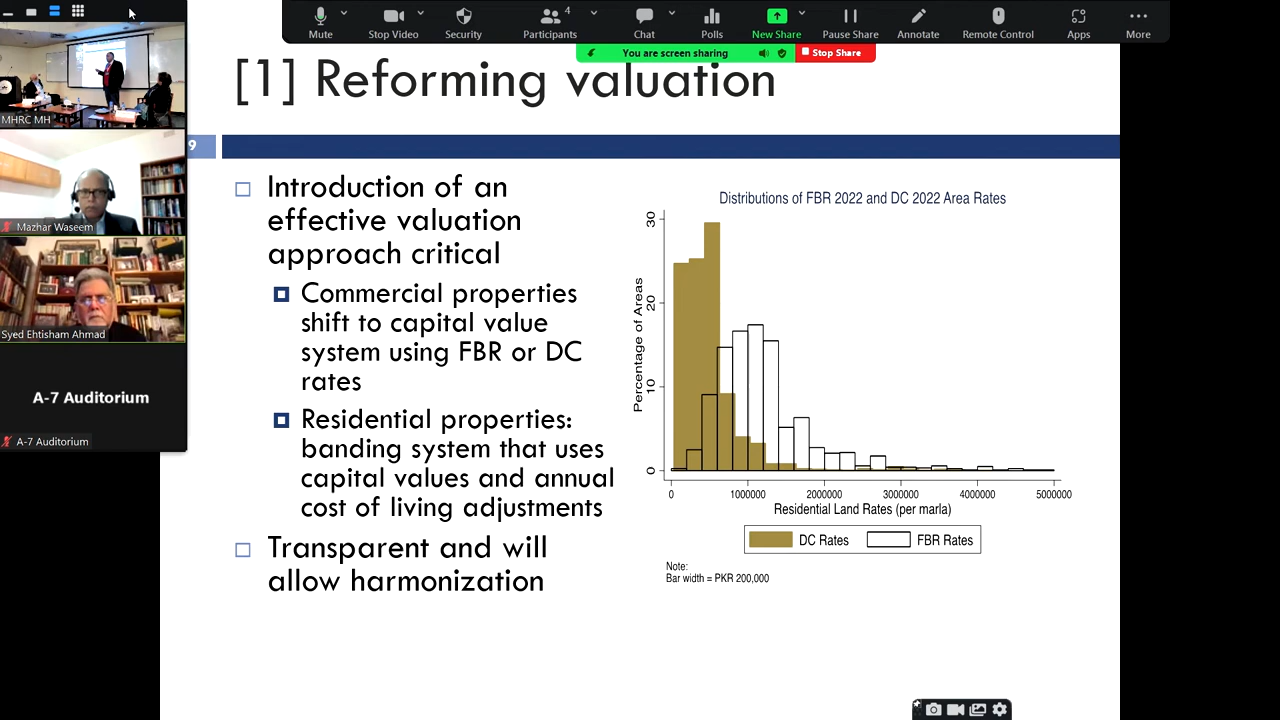 Mute
Stop Video
Security
Participants
4
Chat
Polls
New Share
Pause Share
Annotate
Remote Control
Apps
More
You are screen sharing
Stop Share
MHRC MH
Mazhar Waseem
Syed Ehtisham Ahmad
A-7 Auditorium
A-7 Auditorium
[1] Reforming valuation
9
Introduction of an
effective valuation
approach critical
Commercial properties
shift to capital value
system using FBR or DC
rates
Residential properties:
banding system that uses
capital values and annual
cost of living adjustments
Transparent and will
allow harmonization
Distributions of FBR 2022 and DC 2022 Area Rates
Percentage of Areas
30
20
10
0
0 1000000 2000000 3000000 4000000 5000000
Residential Land Rates (per marla)
DC Rates FBR Rates
Note:
Bar width = PKR 200,000